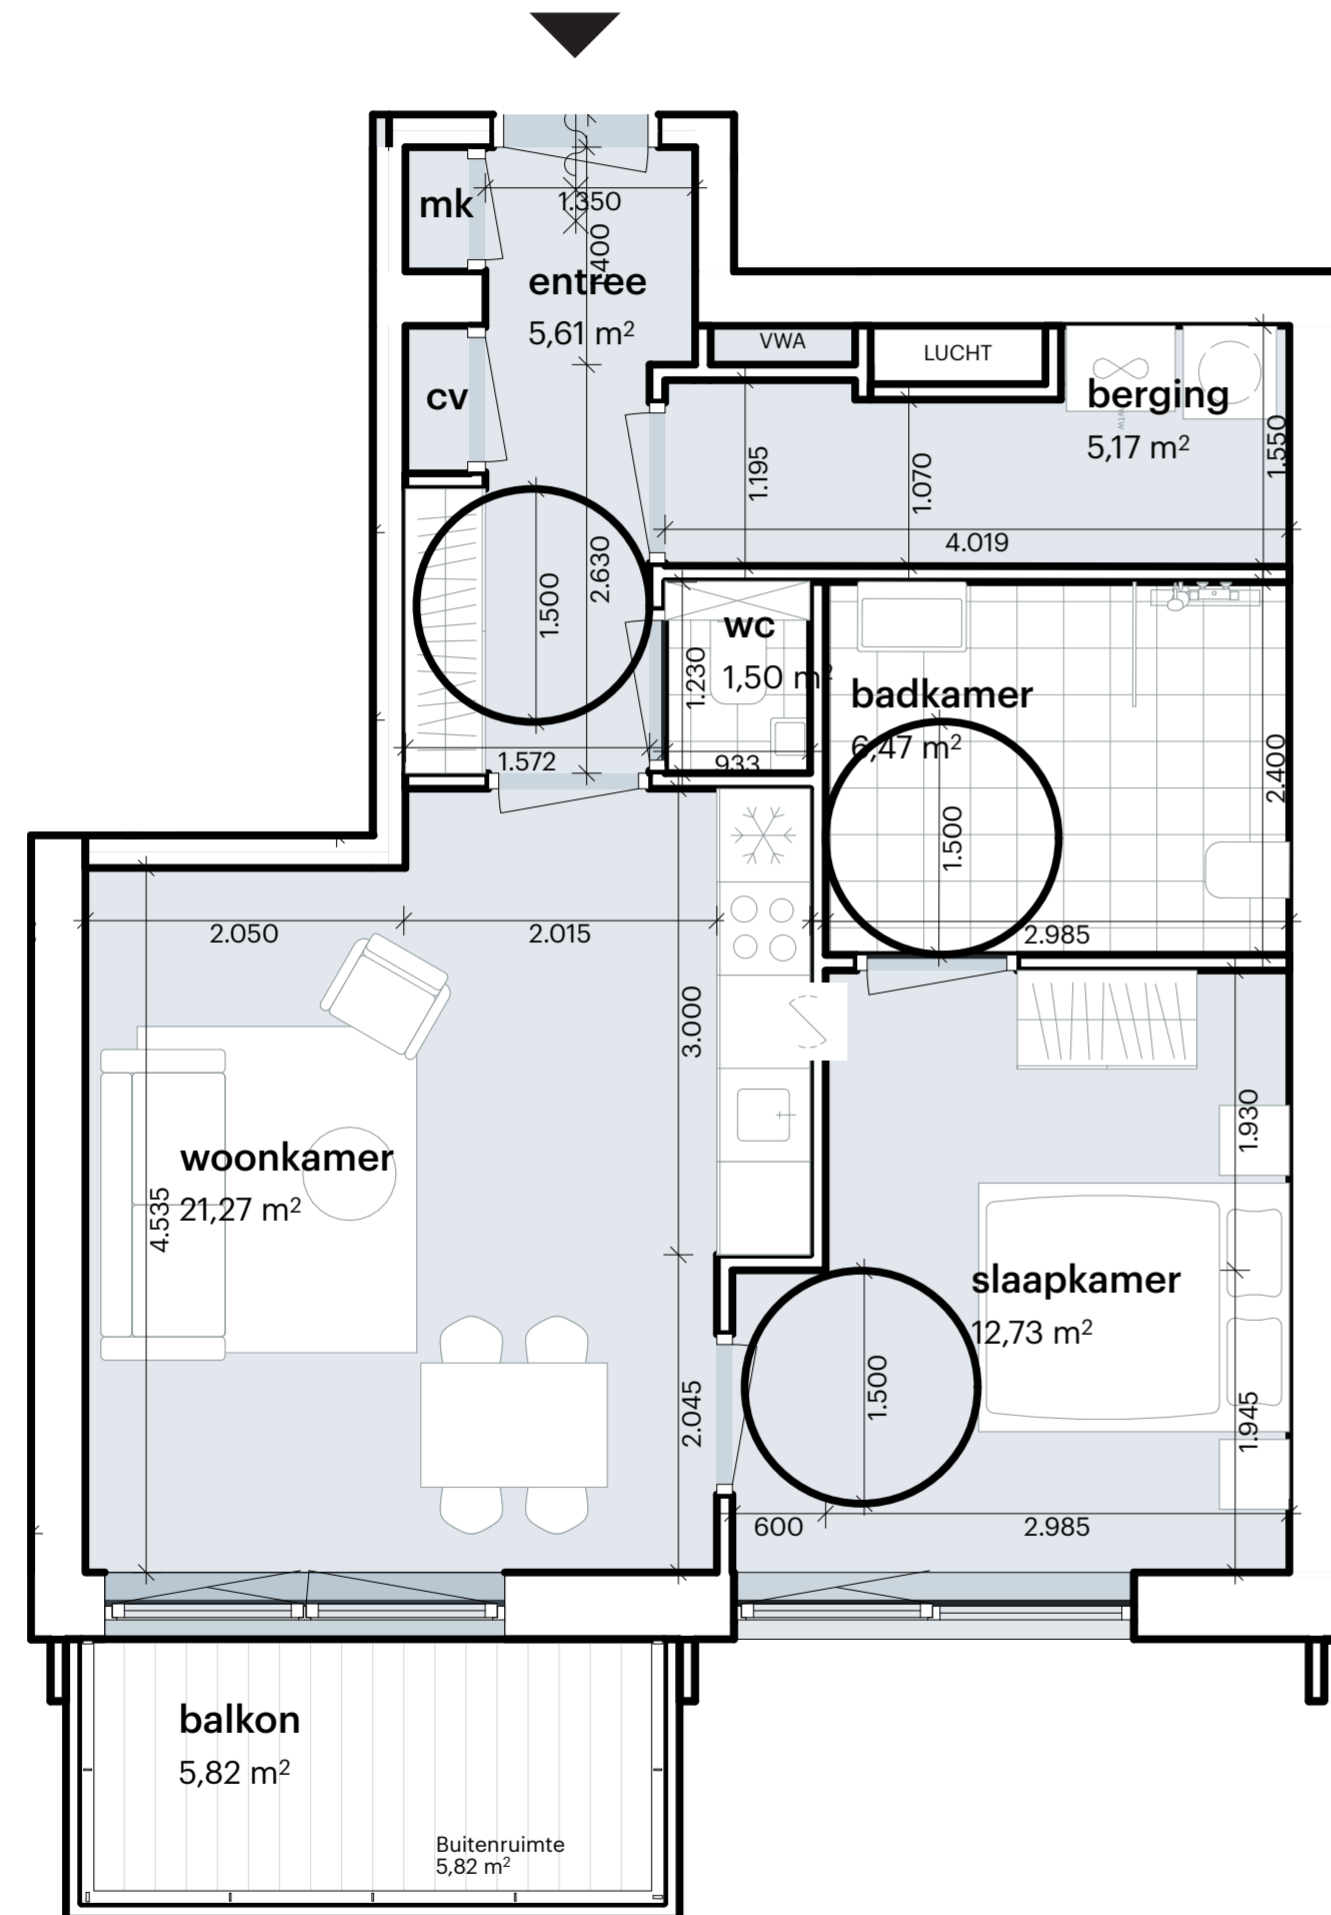 mk
1.350
400
entree
5,61 m²
VWA
LUCHT
cv
berging
5,17 m²
wtw
1.550
1.195
1.070
4.019
2.630
1.500
wc
1,50 m²
1.230
933
1.572
badkamer
6,47 m²
2.400
1.500
2.985
2.050
2.015
3.000
1.930
woonkamer
21,27 m²
4.535
slaapkamer
12,73 m²
1.500
2.045
1.945
600
2.985
balkon
5,82 m²
Buitenruimte
5,82 m²